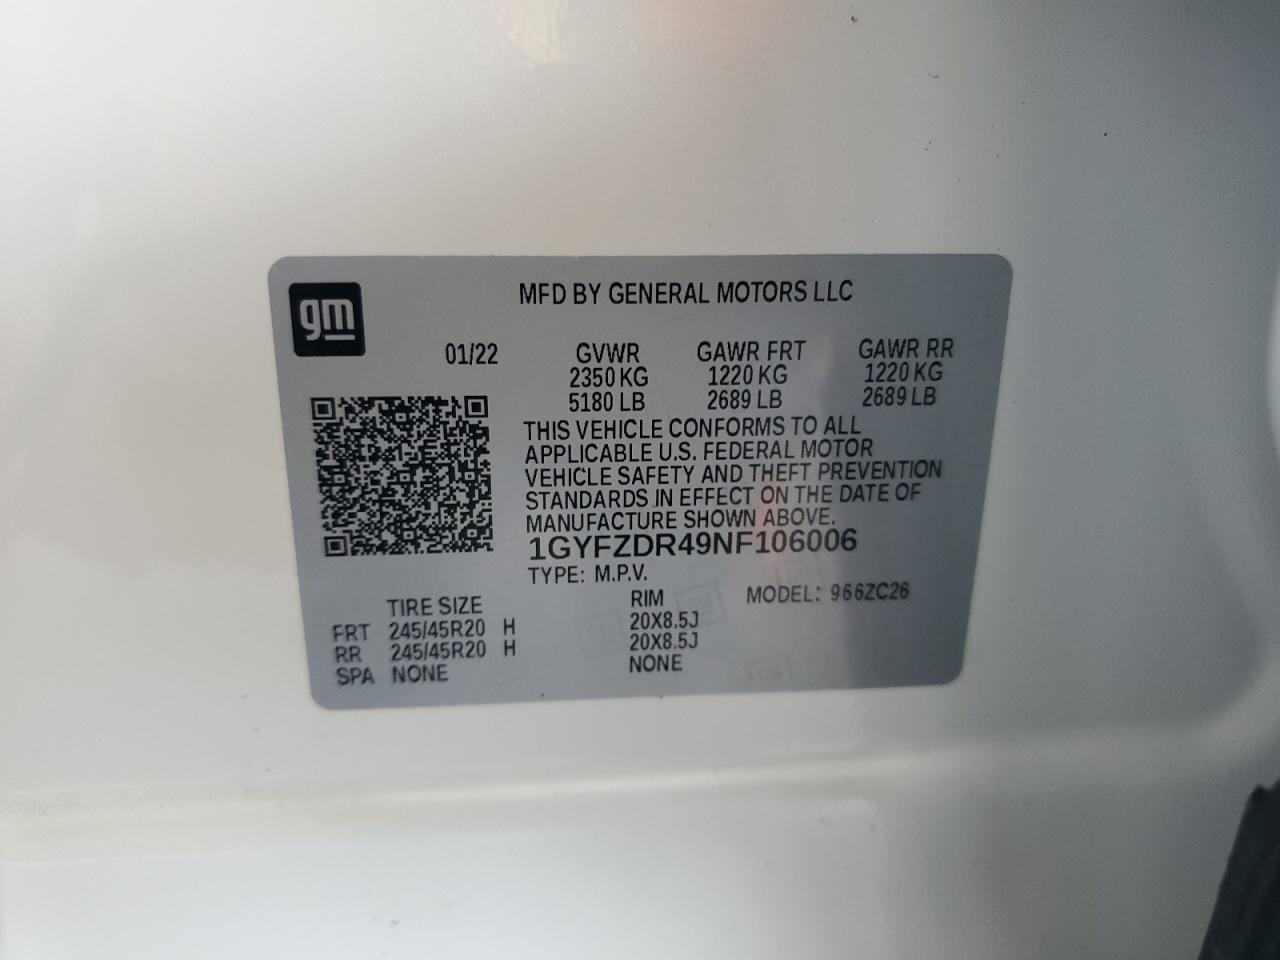 gm
MFD BY GENERAL MOTORS LLC
01/22 GVWR GAWR FRT GAWR RR
2350 KG 1220 KG 1220 KG
5180 LB 2689 LB 2689 LB
THIS VEHICLE CONFORMS TO ALL
APPLICABLE U.S. FEDERAL MOTOR
VEHICLE SAFETY AND THEFT PREVENTION
STANDARDS IN EFFECT ON THE DATE OF
MANUFACTURE SHOWN ABOVE.
1GYFZDR49NF106006
TYPE: M.P.V. MODEL: 966ZC26
TIRE SIZE RIM
FRT 245/45R20 H 20X8.5J
RR 245/45R20 H 20X8.5J
SPA NONE NONE